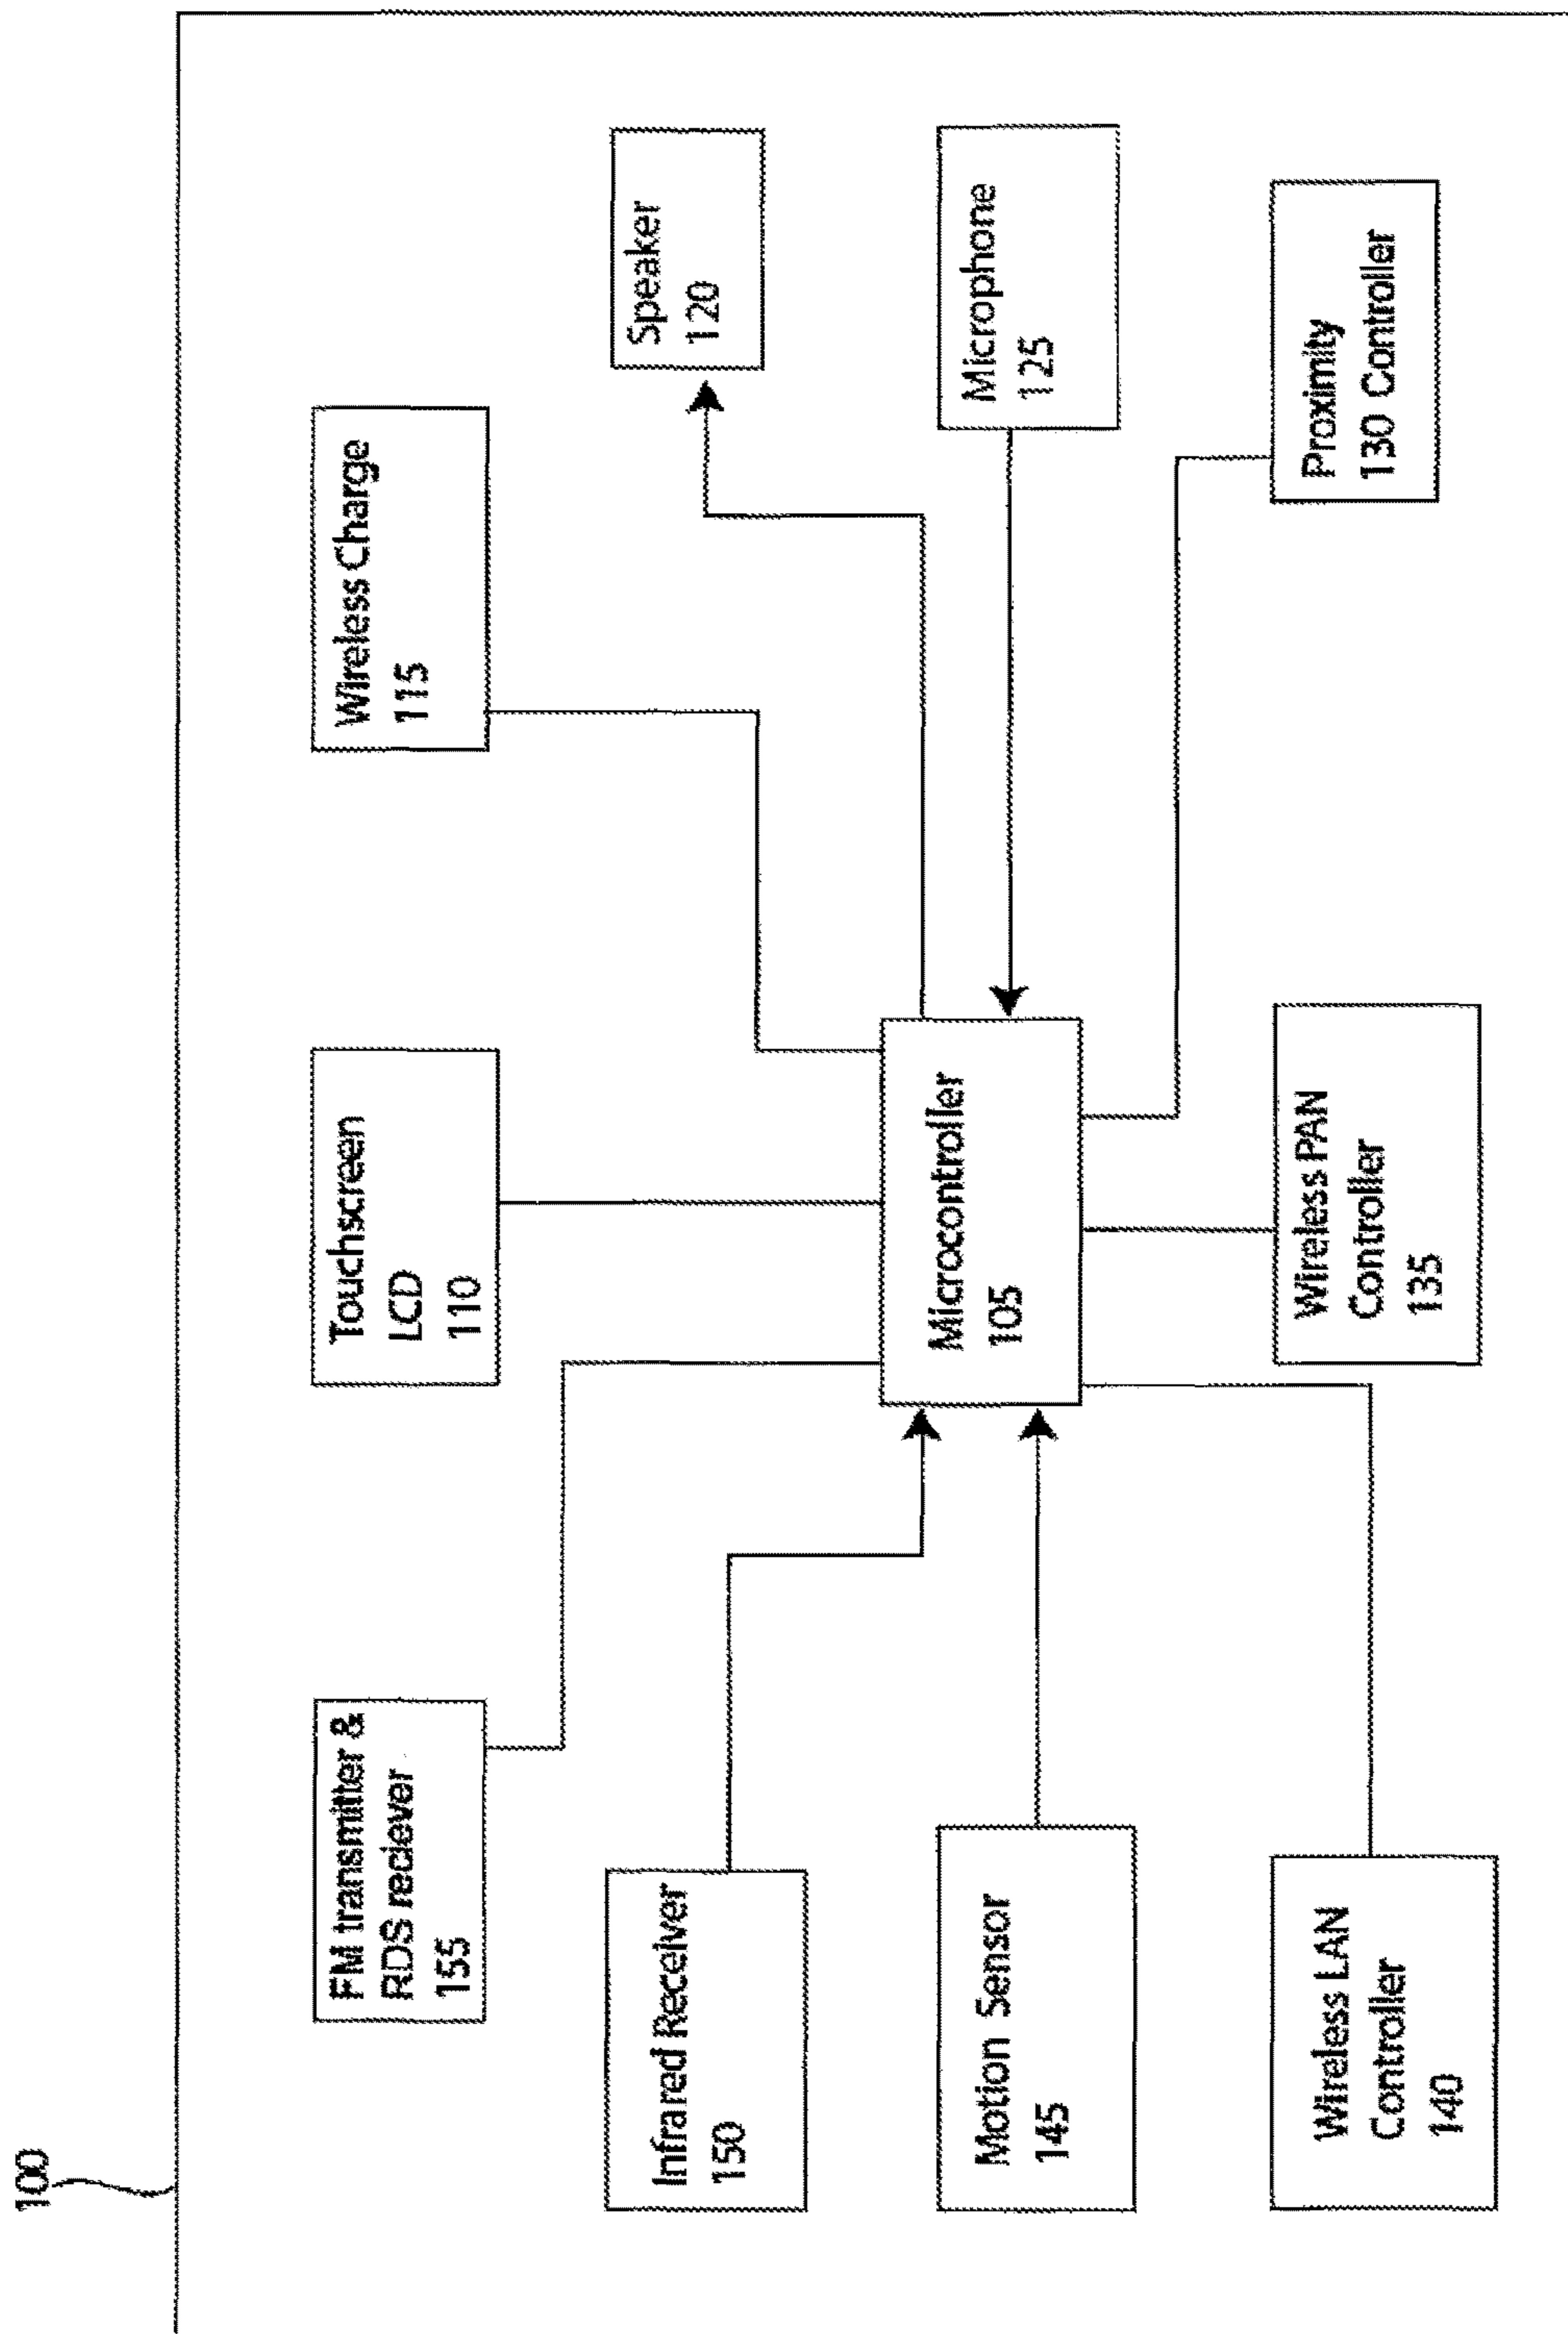 100
FM transmitter &
RDS reciever
155
Touchscreen
LCD
110
Wireless Charge
115
Infrared Receiver
150
Speaker
120
Motion Sensor
145
Microcontroller
105
Microphone
125
Wireless LAN
Controller
140
Wireless PAN
Controller
135
Proximity
130 Controller